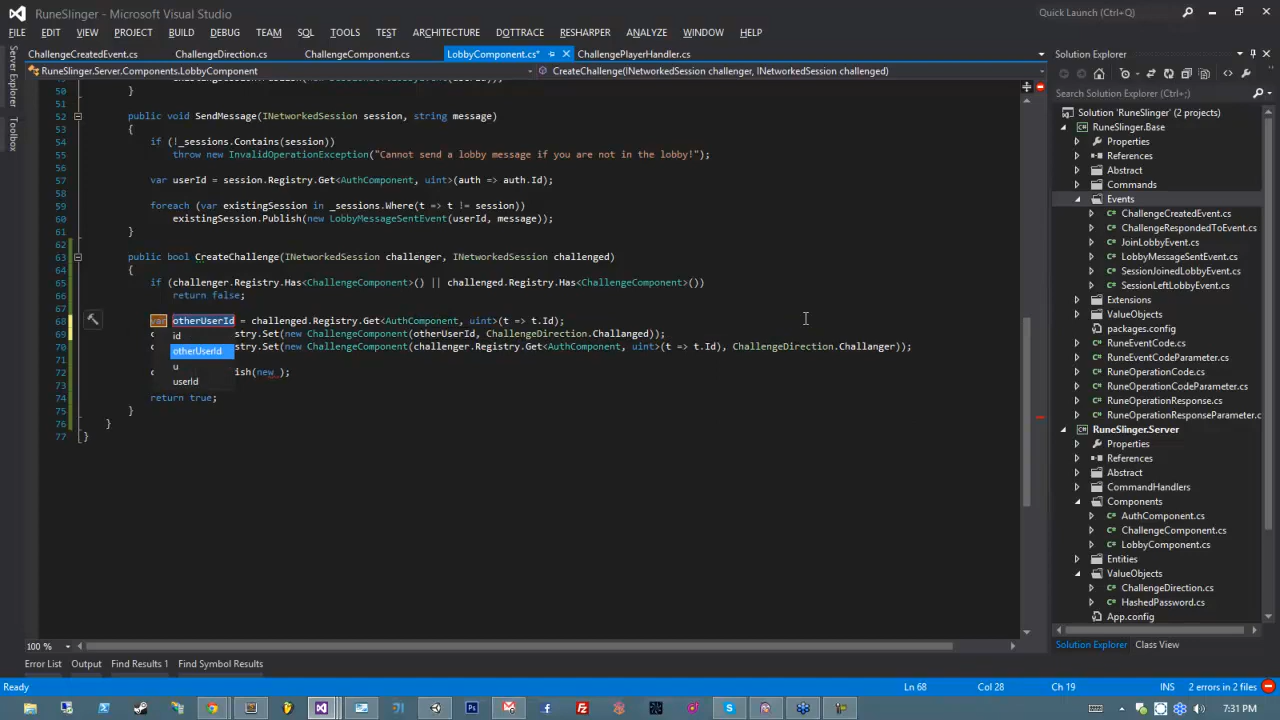 RuneSlinger - Microsoft Visual Studio
Quick Launch (Ctrl+Q)
FILE EDIT VIEW PROJECT BUILD DEBUG TEAM SQL TOOLS TEST ARCHITECTURE DOTTRACE RESHARPER ANALYZE WINDOW HELP
ChallengeCreatedEvent.cs ChallengeDirection.cs ChallengeComponent.cs LobbyComponent.cs* ChallengePlayerHandler.cs
RuneSlinger.Server.Components.LobbyComponent CreateChallenge(INetworkedSession challenger, INetworkedSession challenged)
Server Explorer
Toolbox
50 }
51
52 public void SendMessage(INetworkedSession session, string message)
53 {
54 if (!_sessions.Contains(session))
55 throw new InvalidOperationException("Cannot send a lobby message if you are not in the lobby!");
56
57 var userId = session.Registry.Get<AuthComponent, uint>(auth => auth.Id);
58
59 foreach (var existingSession in _sessions.Where(t => t != session))
60 existingSession.Publish(new LobbyMessageSentEvent(userId, message));
61 }
62
63 public bool CreateChallenge(INetworkedSession challenger, INetworkedSession challenged)
64 {
65 if (challenger.Registry.Has<ChallengeComponent>() || challenged.Registry.Has<ChallengeComponent>())
66 return false;
67
68 var otherUserId = challenged.Registry.Get<AuthComponent, uint>(t => t.Id);
69 c stry.Set(new ChallengeComponent(otherUserId, ChallengeDirection.Challanged));
70 c stry.Set(new ChallengeComponent(challenger.Registry.Get<AuthComponent, uint>(t => t.Id), ChallengeDirection.Challanger));
72 c ish(new );
id
otherUserId
u
userId
74 return true;
75 }
76 }
77 }
100 %
Solution Explorer
Search Solution Explorer (Ctrl+;)
Solution 'RuneSlinger' (2 projects)
RuneSlinger.Base
Properties
References
Abstract
Commands
Events
ChallengeCreatedEvent.cs
ChallengeRespondedToEvent.cs
JoinLobbyEvent.cs
LobbyMessageSentEvent.cs
SessionJoinedLobbyEvent.cs
SessionLeftLobbyEvent.cs
Extensions
ValueObjects
packages.config
RuneEventCode.cs
RuneEventCodeParameter.cs
RuneOperationCode.cs
RuneOperationCodeParameter.cs
RuneOperationResponse.cs
RuneOperationResponseParameter.c
RuneSlinger.Server
Properties
References
Abstract
CommandHandlers
Components
AuthComponent.cs
ChallengeComponent.cs
LobbyComponent.cs
Entities
ValueObjects
ChallengeDirection.cs
HashedPassword.cs
App.config
Solution Explorer Class View
Error List Output Find Results 1 Find Symbol Results
Ready Ln 68 Col 28 Ch 19 INS 2 errors in 2 files
7:31 PM